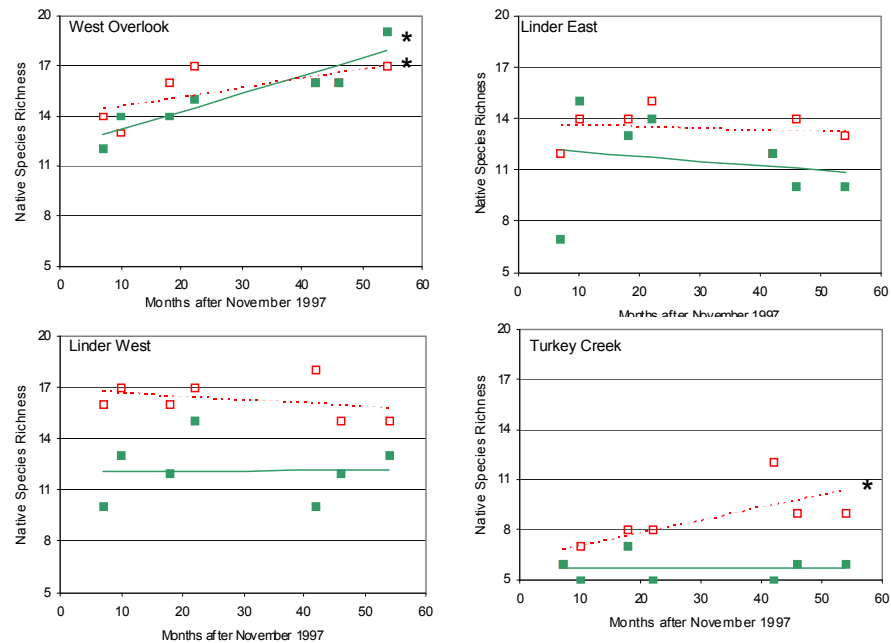 West Overlook
Native Species Richness
20
17
14
11
8
5
0 10 20 30 40 50 60
Months after November 1997
*
*
Linder East
Native Species Richness
20
17
14
11
8
5
0 10 20 30 40 50 60
Months after November 1997
Linder West
Native Species Richness
20
17
14
11
8
5
0 10 20 30 40 50 60
Months after November 1997
Turkey Creek
Native Species Richness
20
17
14
11
8
5
0 10 20 30 40 50 60
Months after November 1997
*